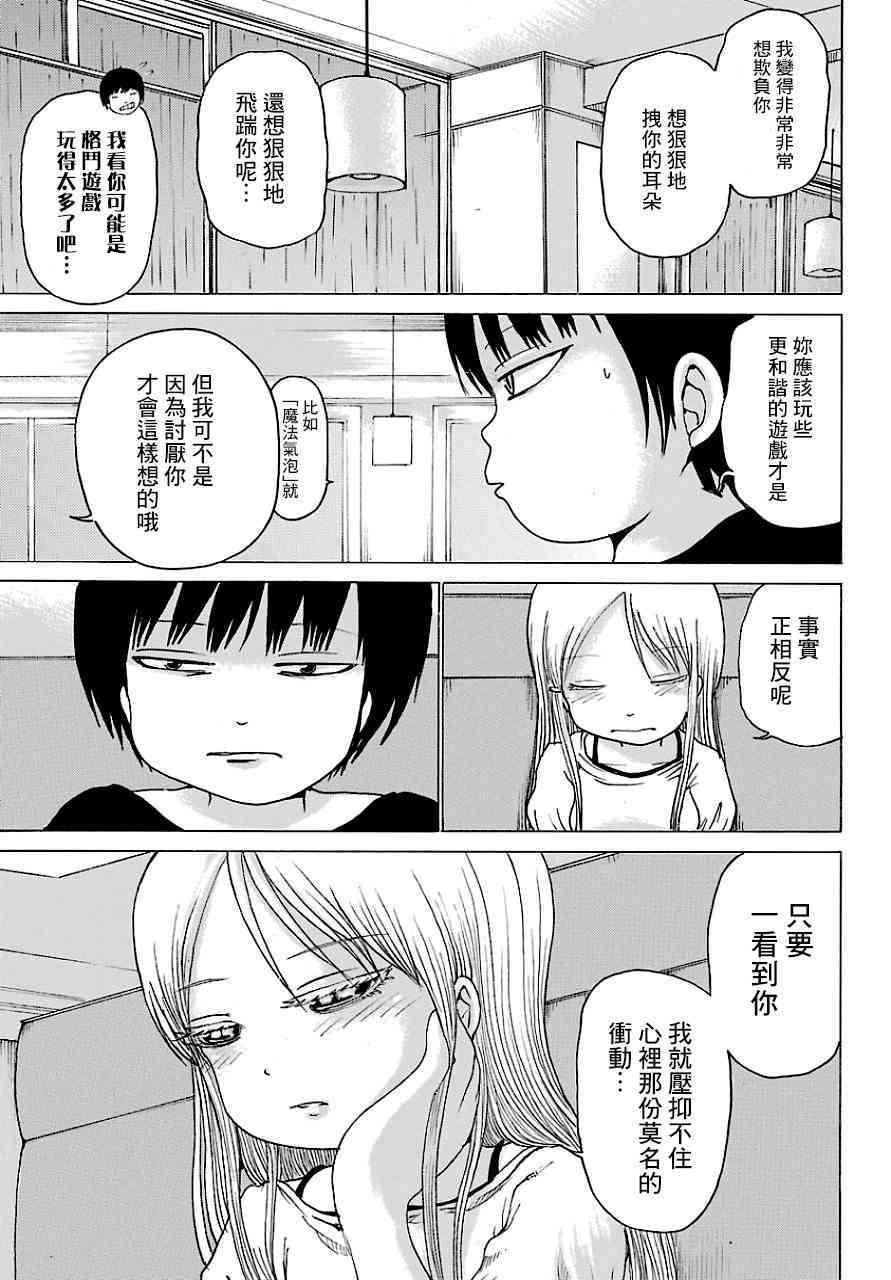 我變得非常非常
想欺負你
想狠狠地
拽你的耳朵
還想狠狠地
飛踹你呢…
我看你可能是
格鬥遊戲
玩得太多了吧…
妳應該玩些
更和諧的遊戲才是
比如
「魔法氣泡」就
但我可不是
因為討厭你
才會這樣想的哦
事實
正相反呢
只要
一看到你
我就壓抑不住
心裡那份莫名的
衝動…